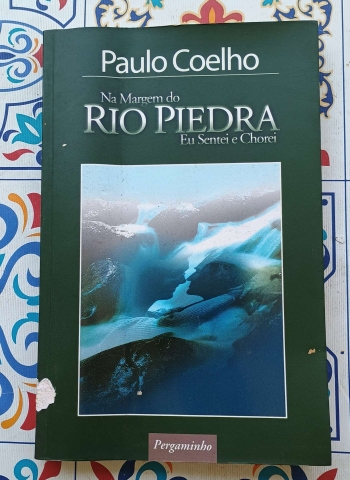 Paulo Coelho
Na Margem do
RIO PIEDRA
Eu Sentei e Chorei
Pergaminho